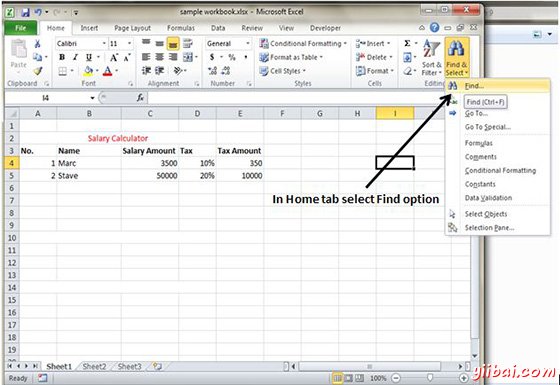 sample workbook.xlsx - Microsoft Excel
File Home Insert Page Layout Formulas Data Review View
Calibri 11
Paste
B I U
General
Conditional Formatting
Format as Table
Cell Styles
Insert
Delete
Format
Sort & Filter
Find & Select
Clipboard Font Alignment Number Styles Cells Editing
I4 fx
A B C D E F G H I J
1
2 Salary Calculator
3 No. Name Salary Amount Tax Tax Amount
4 1 Marc 3500 10% 350
5 2 Stave 50000 20% 10000
6
7
8
9
10
11
12
13
14
15
16
17
18
19
Find...
Find (Ctrl+F)
Go To...
Go To Special...
Formulas
Comments
Conditional Formatting
Constants
Data Validation
Select Objects
Selection Pane...
In Home tab select Find option
Sheet1 Sheet2 Sheet3
Ready 100%
yiibai.com